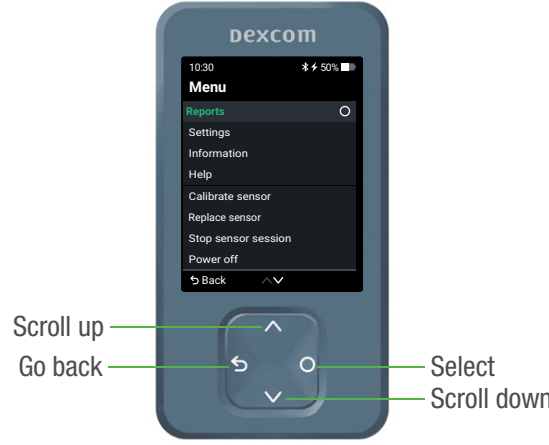 Dexcom
10:30 50%
Menu
Reports
Settings
Information
Help
Calibrate sensor
Replace sensor
Stop sensor session
Power off
Back
Scroll up
Go back
Select
Scroll down